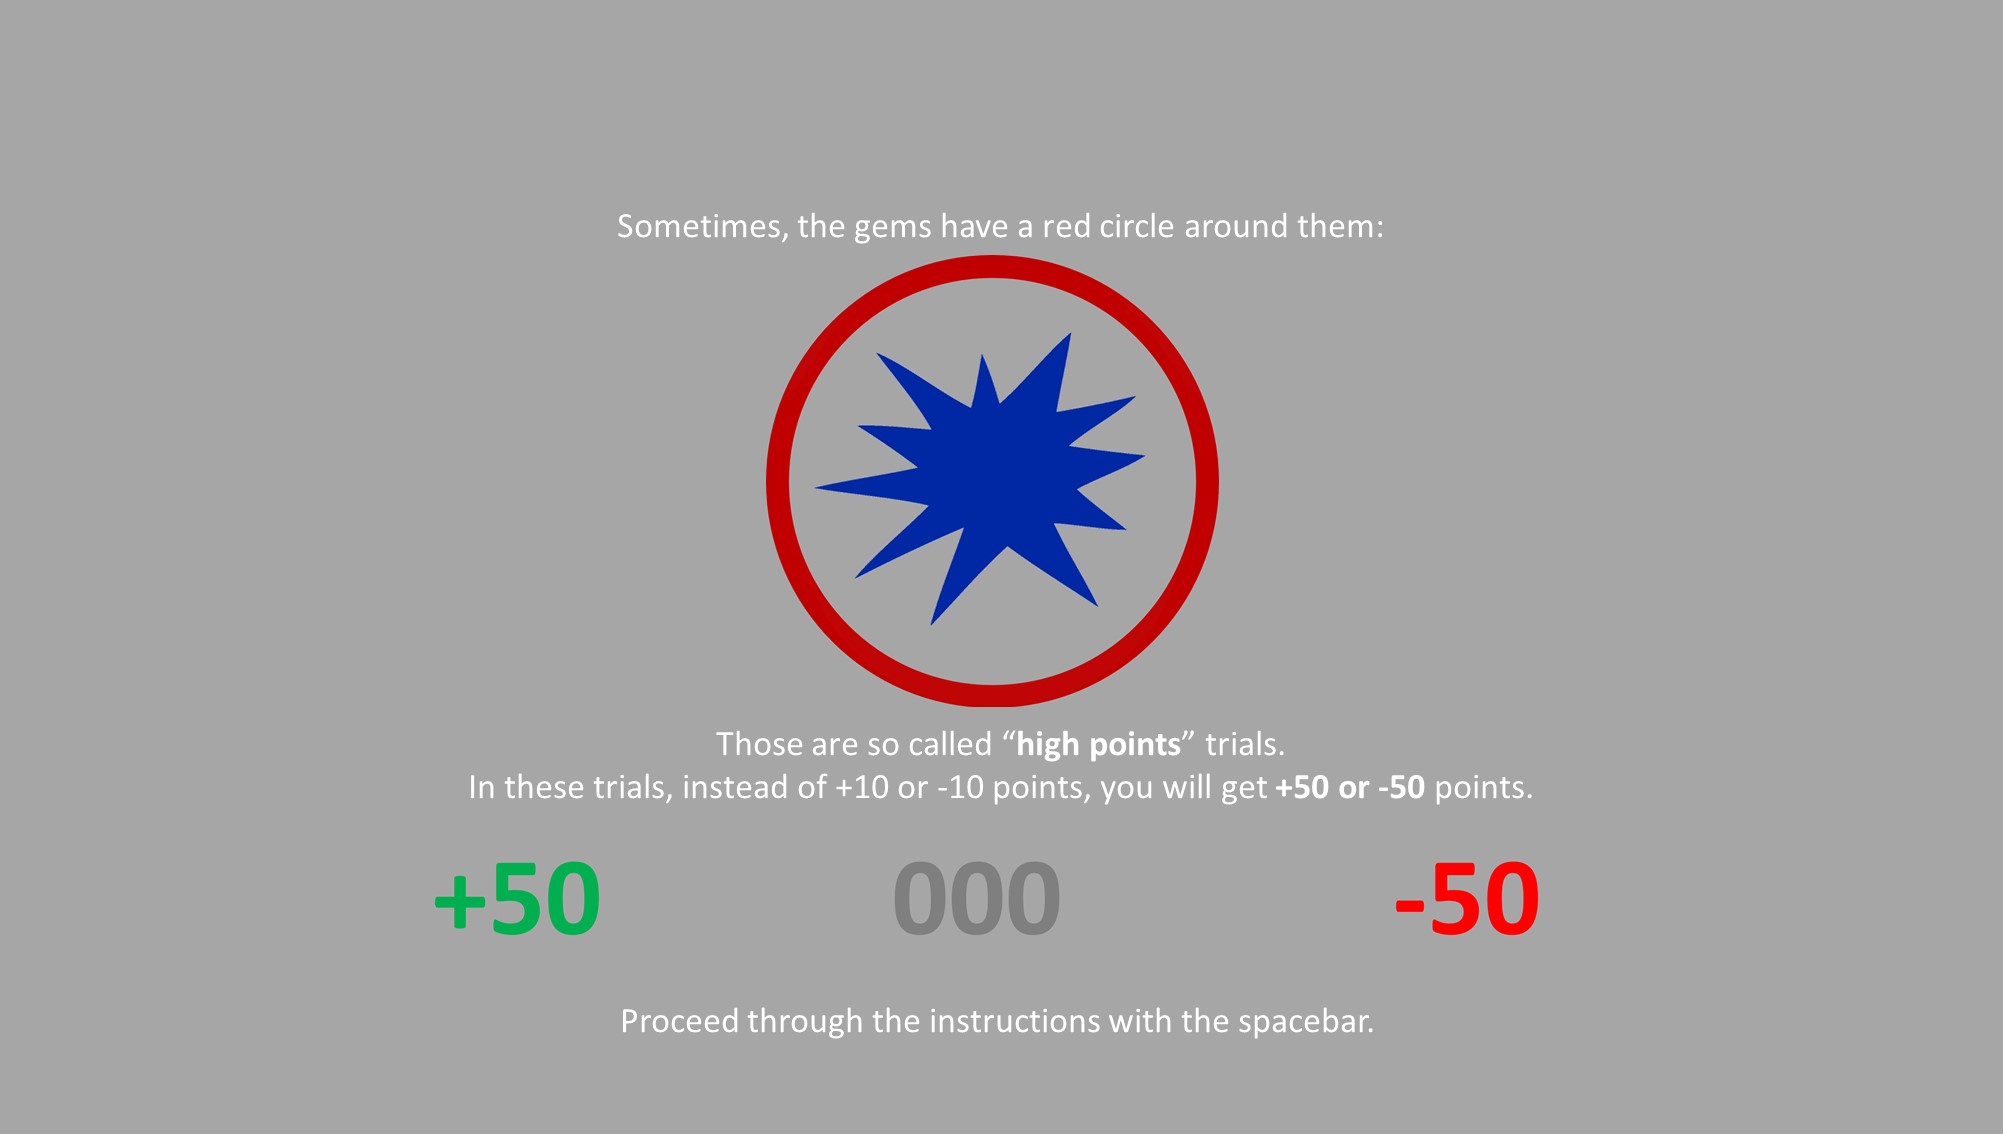 Sometimes, the gems have a red circle around them:
Those are so called “high points” trials.
In these trials, instead of +10 or -10 points, you will get +50 or -50 points.
+50 000 -50
Proceed through the instructions with the spacebar.